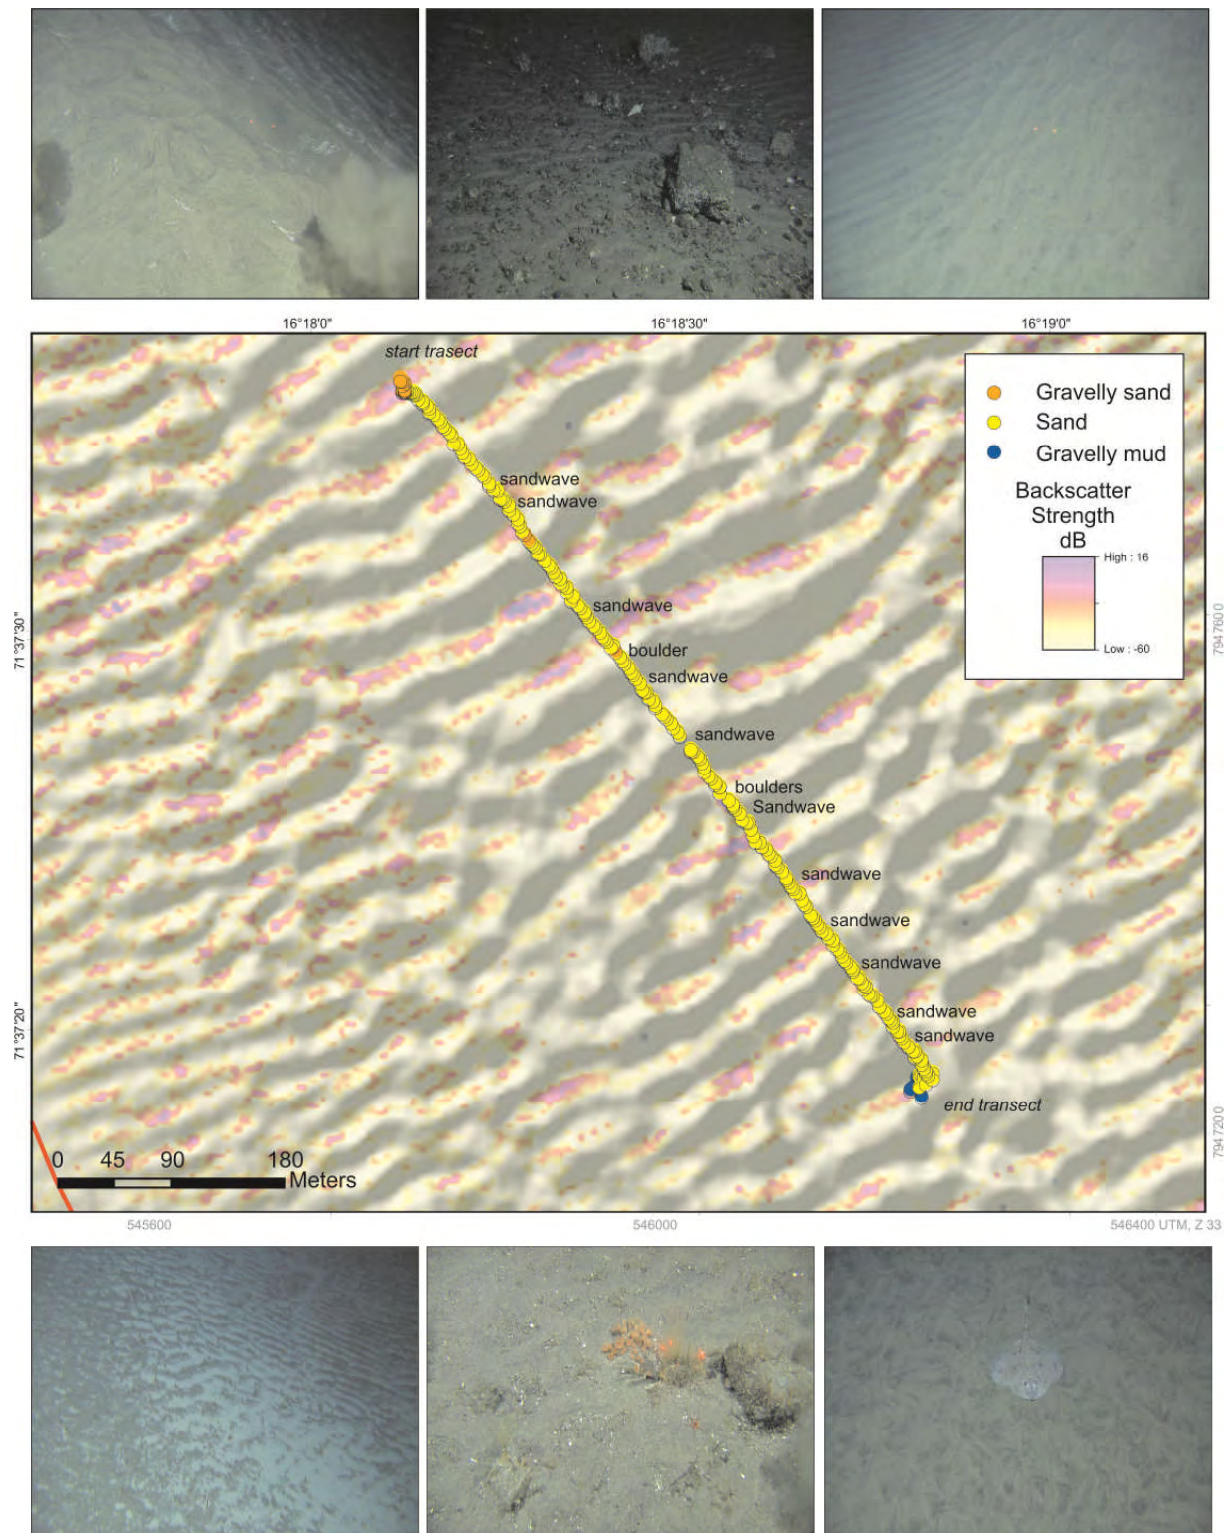 16°18'0"
16°18'30"
16°19'0"
start trasect
Gravelly sand
Sand
Gravelly mud
Backscatter
Strength
dB
High : 16
Low : -60
sandwave
sandwave
sandwave
boulder
sandwave
sandwave
boulders
Sandwave
sandwave
sandwave
sandwave
sandwave
sandwave
end transect
71°37'30"
71°37'20"
7947600
7947200
0 45 90 180
Meters
545600
546000
546400 UTM, Z 33